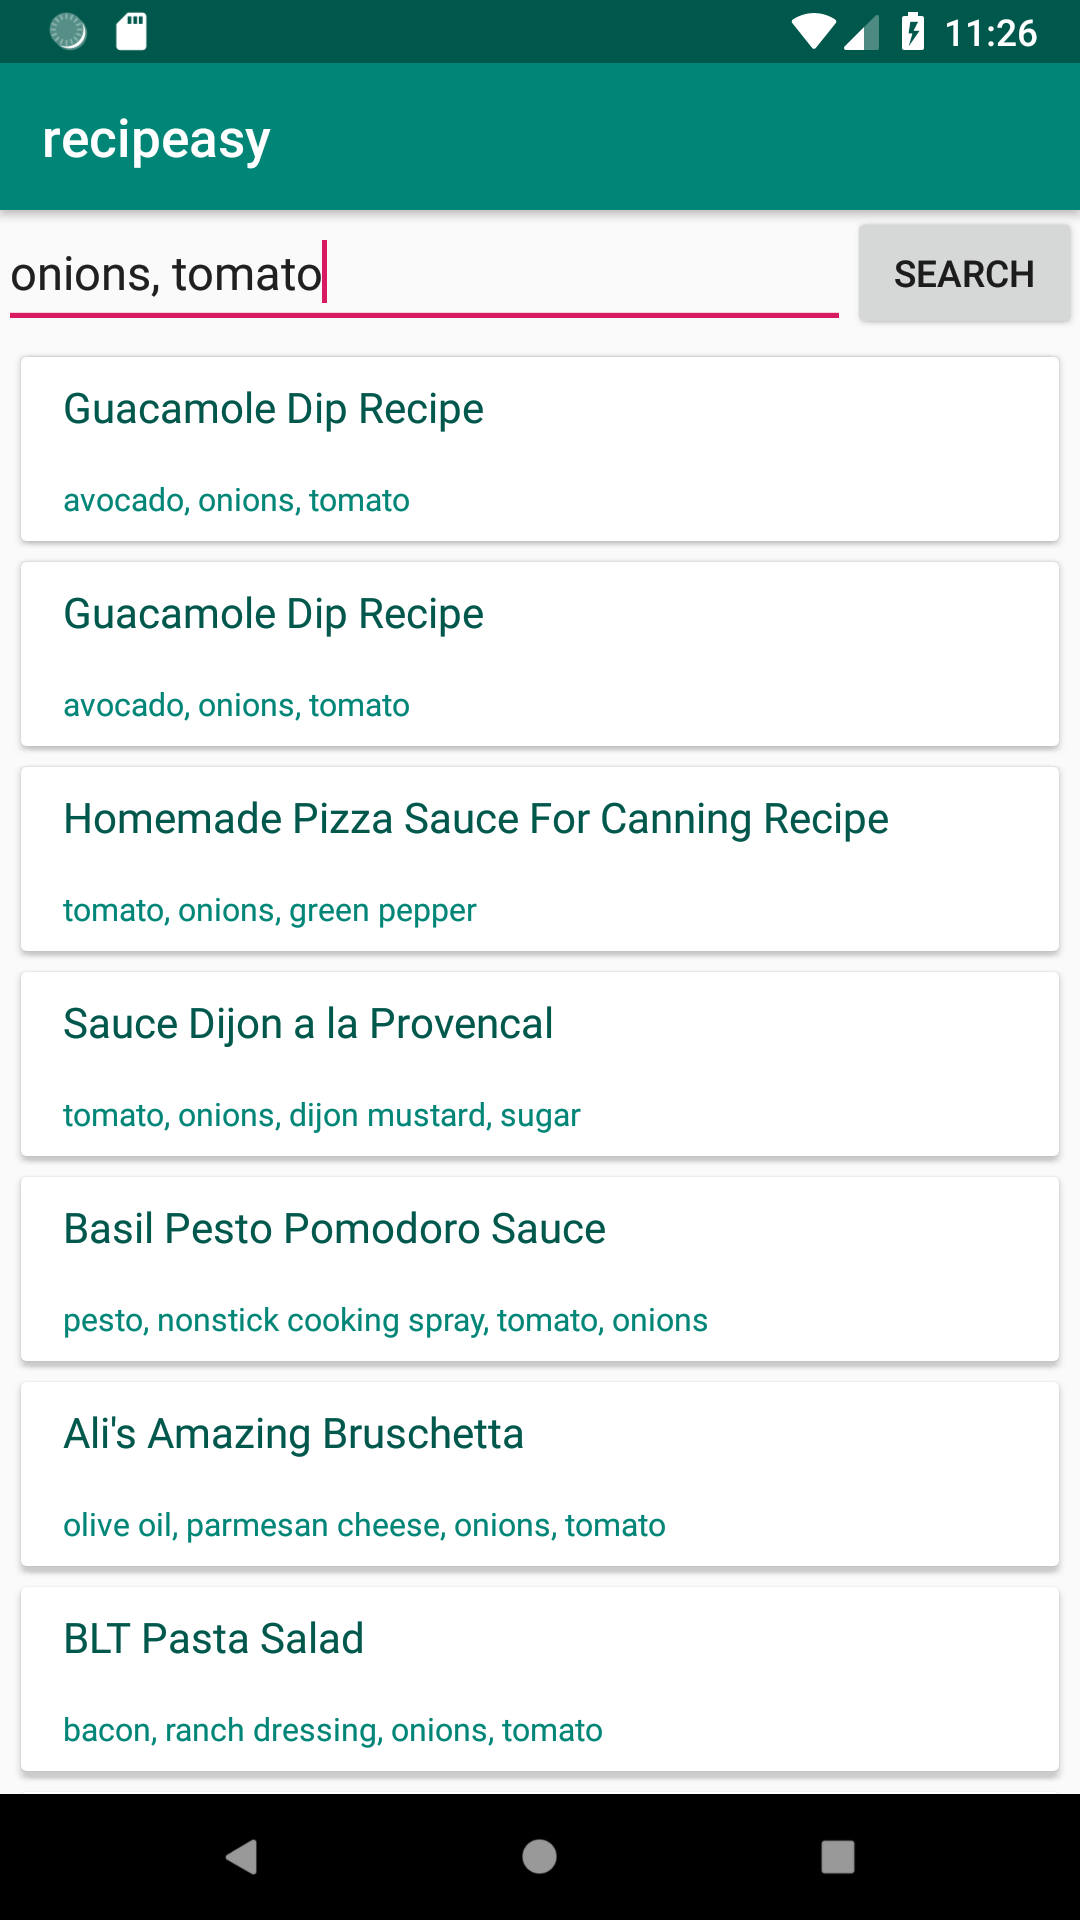 11:26
recipeasy
onions, tomato
SEARCH
Guacamole Dip Recipe
avocado, onions, tomato
Guacamole Dip Recipe
avocado, onions, tomato
Homemade Pizza Sauce For Canning Recipe
tomato, onions, green pepper
Sauce Dijon a la Provencal
tomato, onions, dijon mustard, sugar
Basil Pesto Pomodoro Sauce
pesto, nonstick cooking spray, tomato, onions
Ali's Amazing Bruschetta
olive oil, parmesan cheese, onions, tomato
BLT Pasta Salad
bacon, ranch dressing, onions, tomato